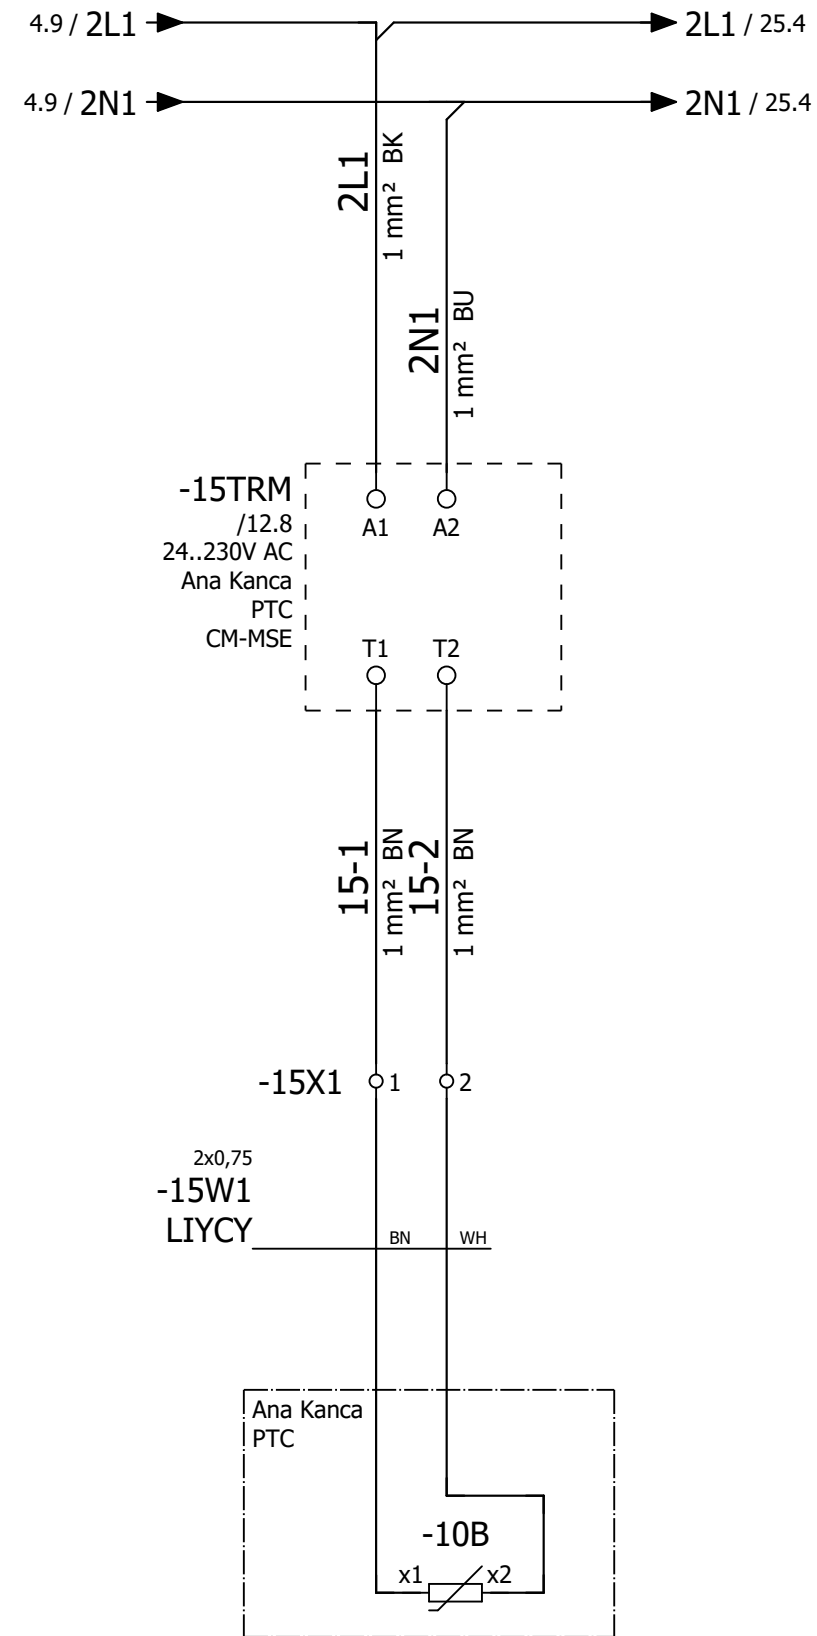 4.9 / 2L1
2L1 / 25.4
4.9 / 2N1
2N1 / 25.4
2L1
1 mm² BK
2N1
1 mm² BU
-15TRM
/12.8
24..230V AC
Ana Kanca
PTC
CM-MSE
A1
A2
T1
T2
15-1
1 mm² BN
15-2
1 mm² BN
-15X1
1
2
2x0,75
-15W1
LIYCY
BN
WH
Ana Kanca
PTC
-10B
x1
x2